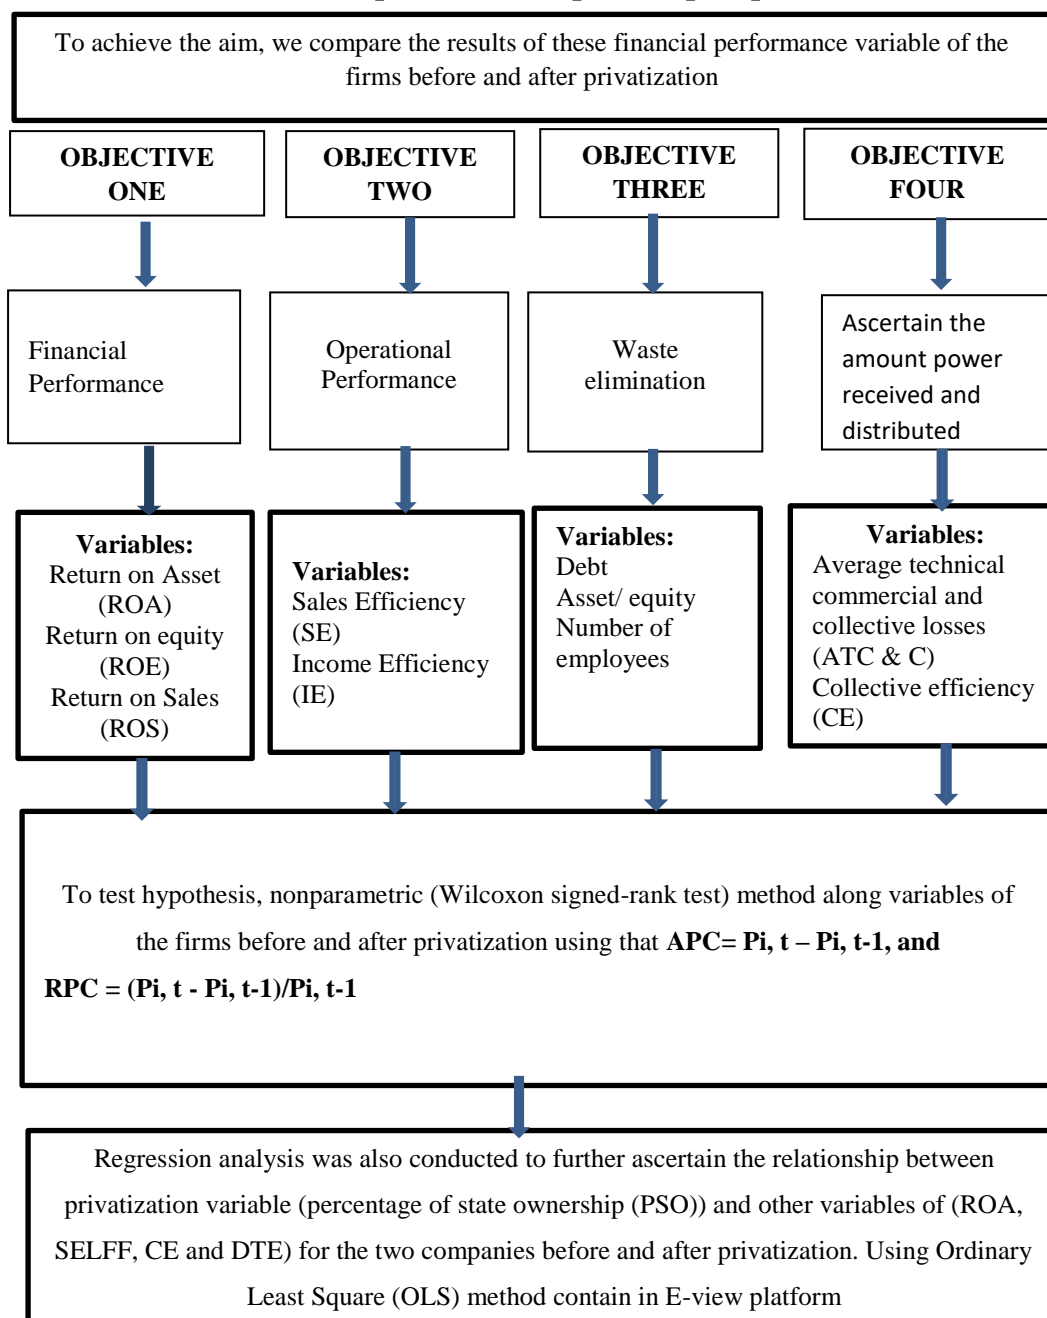 To achieve the aim, we compare the results of these financial performance variable of the
firms before and after privatization
OBJECTIVE
ONE
OBJECTIVE
TWO
OBJECTIVE
THREE
OBJECTIVE
FOUR
Financial
Performance
Operational
Performance
Waste
elimination
Ascertain the
amount power
received and
distributed
Variables:
Return on Asset
(ROA)
Return on equity
(ROE)
Return on Sales
(ROS)
Variables:
Sales Efficiency
(SE)
Income Efficiency
(IE)
Variables:
Debt
Asset/ equity
Number of
employees
Variables:
Average technical
commercial and
collective losses
(ATC & C)
Collective efficiency
(CE)
To test hypothesis, nonparametric (Wilcoxon signed-rank test) method along variables of
the firms before and after privatization using that APC= Pi, t – Pi, t-1, and
RPC = (Pi, t - Pi, t-1)/Pi, t-1
Regression analysis was also conducted to further ascertain the relationship between
privatization variable (percentage of state ownership (PSO)) and other variables of (ROA,
SELFF, CE and DTE) for the two companies before and after privatization. Using Ordinary
Least Square (OLS) method contain in E-view platform